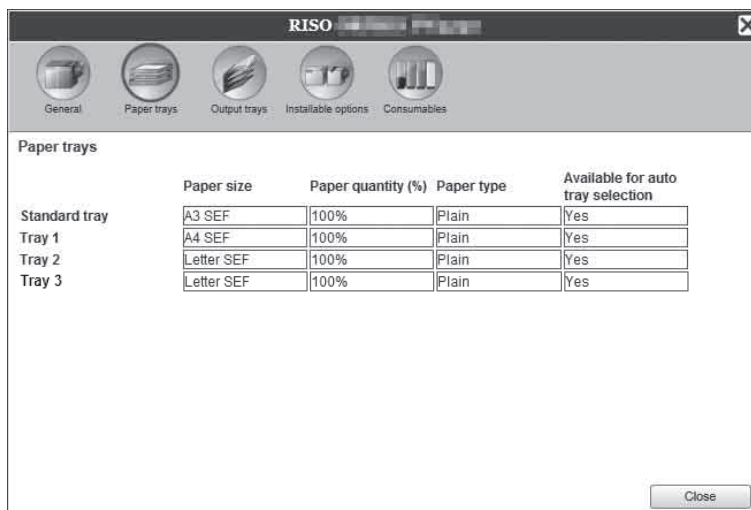 RISO
General Paper trays Output trays Installable options Consumables
Paper trays
Paper size Paper quantity (%) Paper type Available for auto tray selection
Standard tray A3 SEF 100% Plain Yes
Tray 1 A4 SEF 100% Plain Yes
Tray 2 Letter SEF 100% Plain Yes
Tray 3 Letter SEF 100% Plain Yes
Close